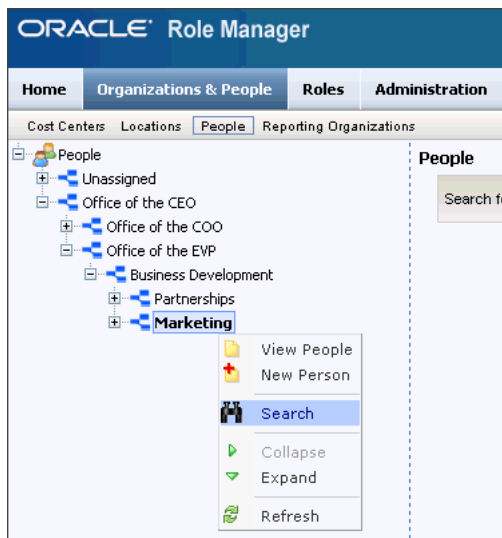 ORACLE® Role Manager
Home Organizations & People Roles Administration
Cost Centers Locations People Reporting Organizations
People
Unassigned
Office of the CEO
Office of the COO
Office of the EVP
Business Development
Partnerships
Marketing
View People
New Person
Search
Collapse
Expand
Refresh
People
Search f